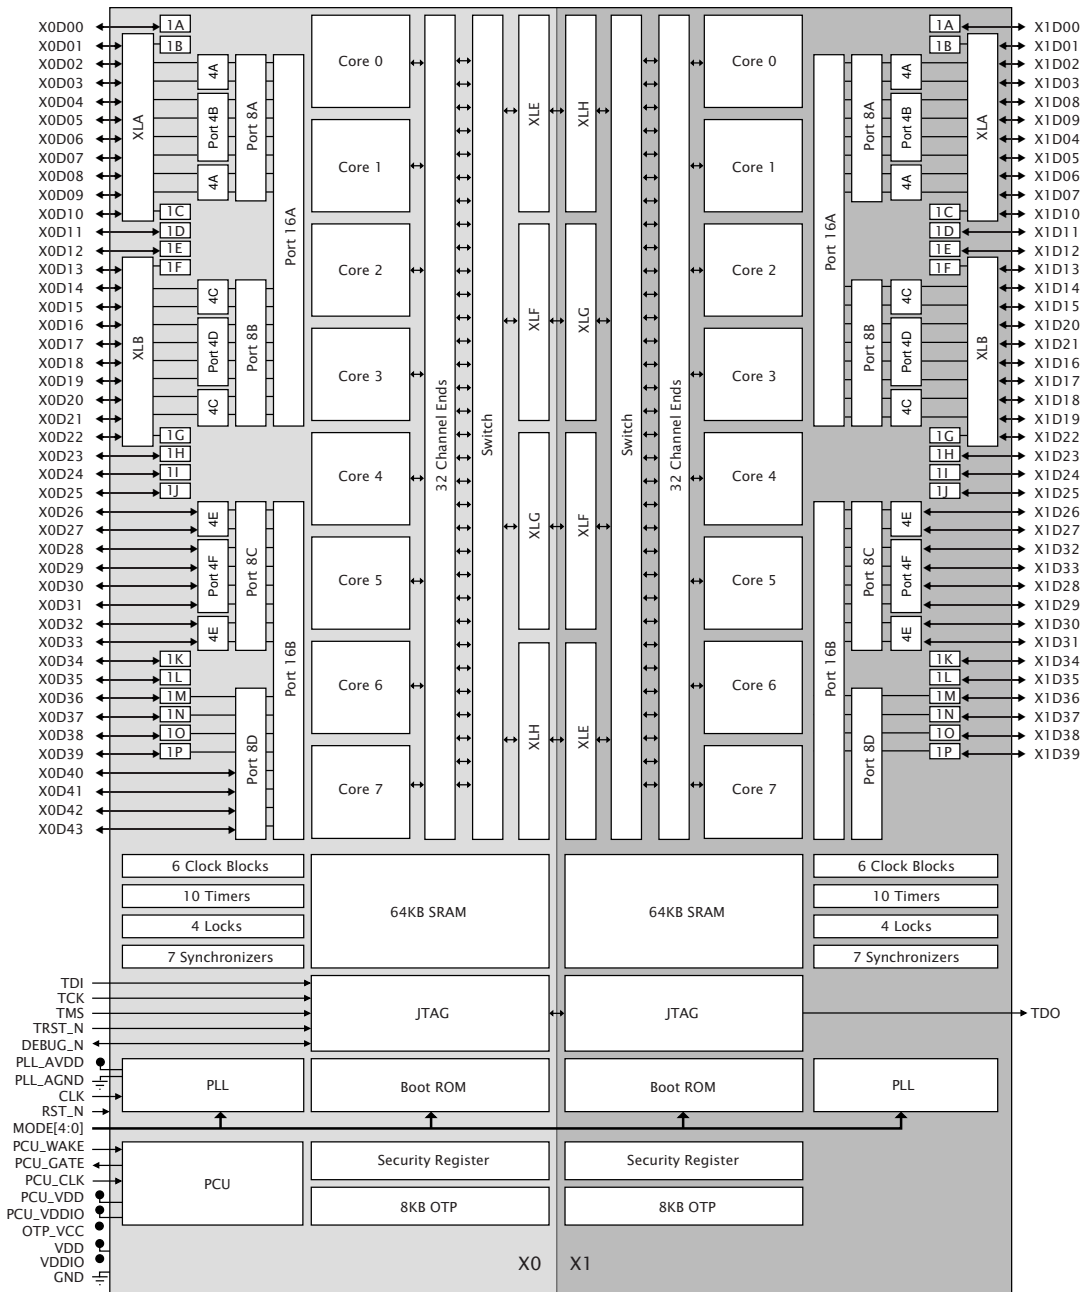 X0D00
X0D01
X0D02
X0D03
X0D04
X0D05
X0D06
X0D07
X0D08
X0D09
X0D10
X0D11
X0D12
X0D13
X0D14
X0D15
X0D16
X0D17
X0D18
X0D19
X0D20
X0D21
X0D22
X0D23
X0D24
X0D25
X0D26
X0D27
X0D28
X0D29
X0D30
X0D31
X0D32
X0D33
X0D34
X0D35
X0D36
X0D37
X0D38
X0D39
X0D40
X0D41
X0D42
X0D43
XLA
XLB
1A
1B
1C
1D
1E
1F
1G
1H
1I
1J
1K
1L
1M
1N
1O
1P
4A
Port 4B
4A
4C
Port 4D
4C
4E
Port 4F
4E
Port 8A
Port 8B
Port 8C
Port 8D
Port 16A
Port 16B
Core 0
Core 1
Core 2
Core 3
Core 4
Core 5
Core 6
Core 7
32 Channel Ends
Switch
XLE
XLF
XLG
XLH
XLH
XLG
XLF
XLE
Switch
32 Channel Ends
Core 0
Core 1
Core 2
Core 3
Core 4
Core 5
Core 6
Core 7
Port 16A
Port 16B
Port 8A
Port 8B
Port 8C
Port 8D
4A
Port 4B
4A
4C
Port 4D
4C
4E
Port 4F
4E
1A
1B
1C
1D
1E
1F
1G
1H
1I
1J
1K
1L
1M
1N
1O
1P
XLA
XLB
X1D00
X1D01
X1D02
X1D03
X1D08
X1D09
X1D04
X1D05
X1D06
X1D07
X1D10
X1D11
X1D12
X1D13
X1D14
X1D15
X1D20
X1D21
X1D16
X1D17
X1D18
X1D19
X1D22
X1D23
X1D24
X1D25
X1D26
X1D27
X1D32
X1D33
X1D28
X1D29
X1D30
X1D31
X1D34
X1D35
X1D36
X1D37
X1D38
X1D39
6 Clock Blocks
10 Timers
4 Locks
7 Synchronizers
64KB SRAM
64KB SRAM
6 Clock Blocks
10 Timers
4 Locks
7 Synchronizers
TDI
TCK
TMS
TRST_N
DEBUG_N
JTAG
JTAG
TDO
PLL_AVDD
PLL_AGND
CLK
RST_N
MODE[4:0]
PLL
Boot ROM
Boot ROM
PLL
PCU_WAKE
PCU_GATE
PCU_CLK
PCU_VDD
PCU_VDDIO
OTP_VCC
VDD
VDDIO
GND
PCU
Security Register
8KB OTP
Security Register
8KB OTP
X0
X1